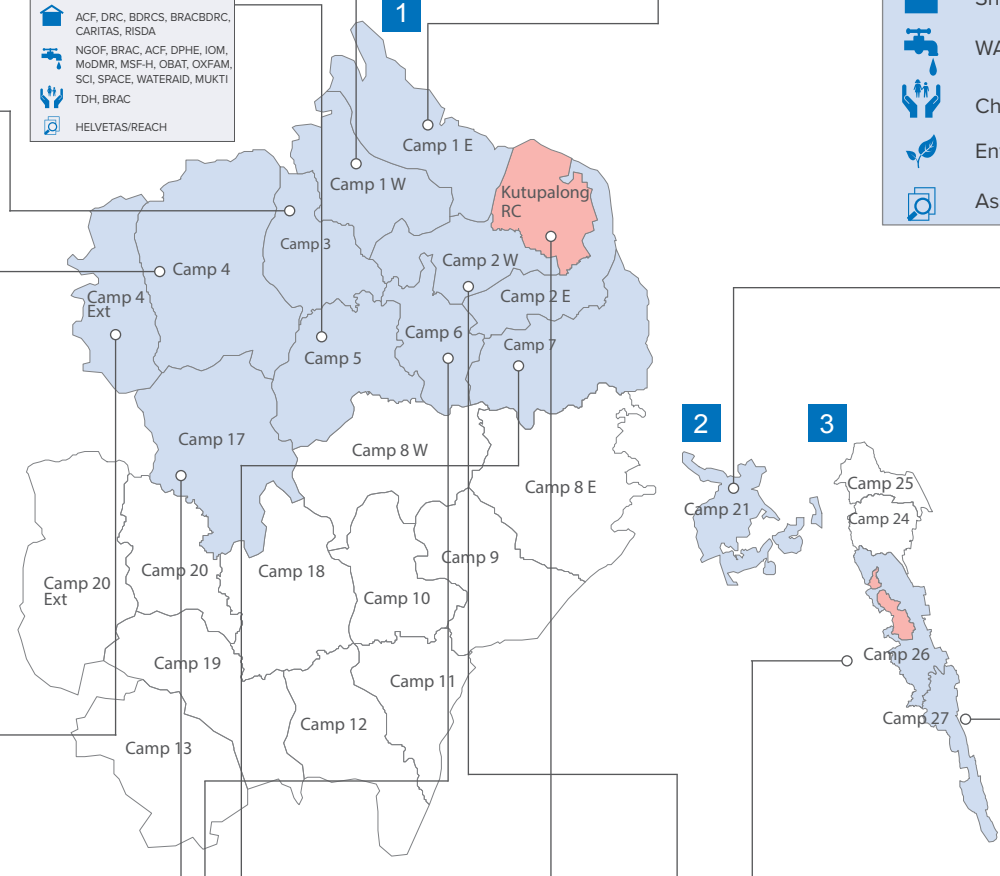 ACF, DRC, BDRCS, BRACBDRC,
CARITAS, RISDA
NGOF, BRAC, ACF, DPHE, IOM,
MoDMR, MSF-H, OBAT, OXFAM,
SCI, SPACE, WATERAID, MUKTI
TDH, BRAC
HELVETAS/REACH
1
WA
Ch
En
As
Camp 1 E
Camp 1 W
Kutupalong
RC
Camp 3
Camp 2 W
Camp 4
Camp 2 E
Camp 4
Ext
Camp 6
Camp 7
Camp 5
2
3
Camp 17
Camp 8 W
Camp 8 E
Camp 25
Camp 21
Camp 24
Camp 9
Camp 20
Camp 18
Camp 20
Ext
Camp 10
Camp 19
Camp 26
Camp 11
Camp 27
Camp 12
Camp 13